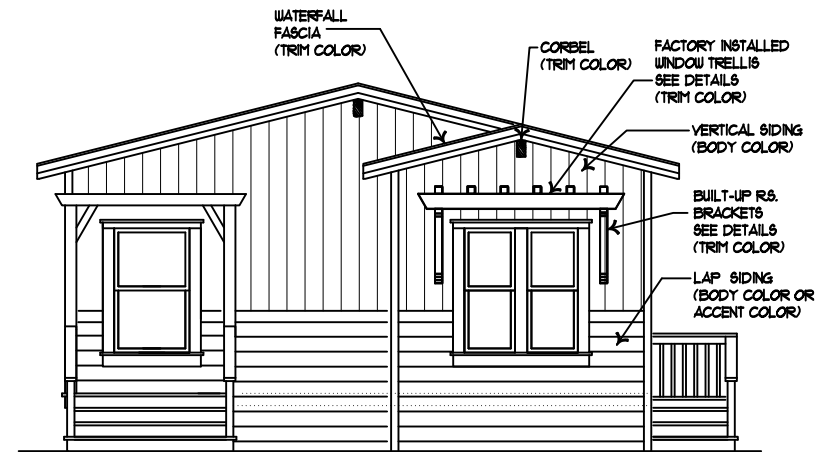 WATERFALL
FASCIA
(TRIM COLOR)
CORBEL
(TRIM COLOR)
FACTORY INSTALLED
WINDOW TRELLIS
SEE DETAILS
(TRIM COLOR)
VERTICAL SIDING
(BODY COLOR)
BUILT-UP R.S.
BRACKETS
SEE DETAILS
(TRIM COLOR)
LAP SIDING
(BODY COLOR OR
ACCENT COLOR)